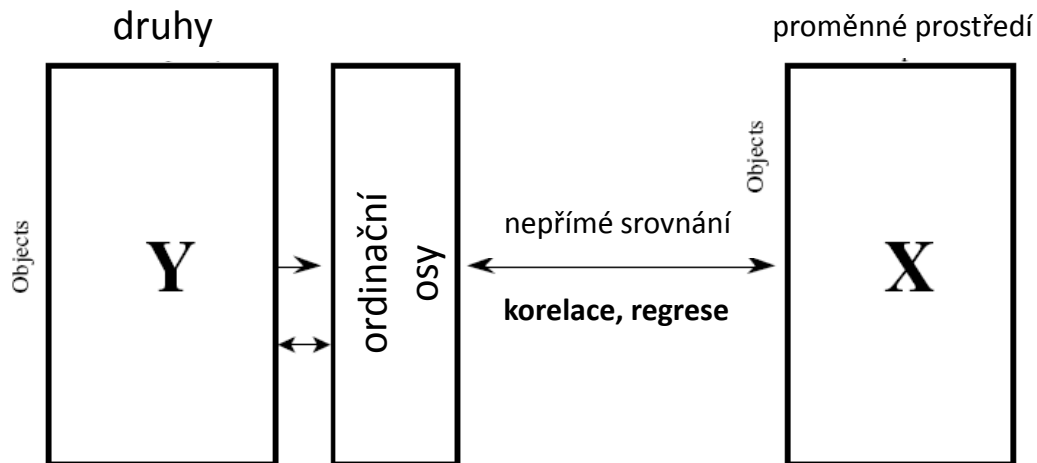 druhy
proměnné prostředí
Objects
Y
ordinační
osy
nepřímé srovnání
korelace, regrese
Objects
X